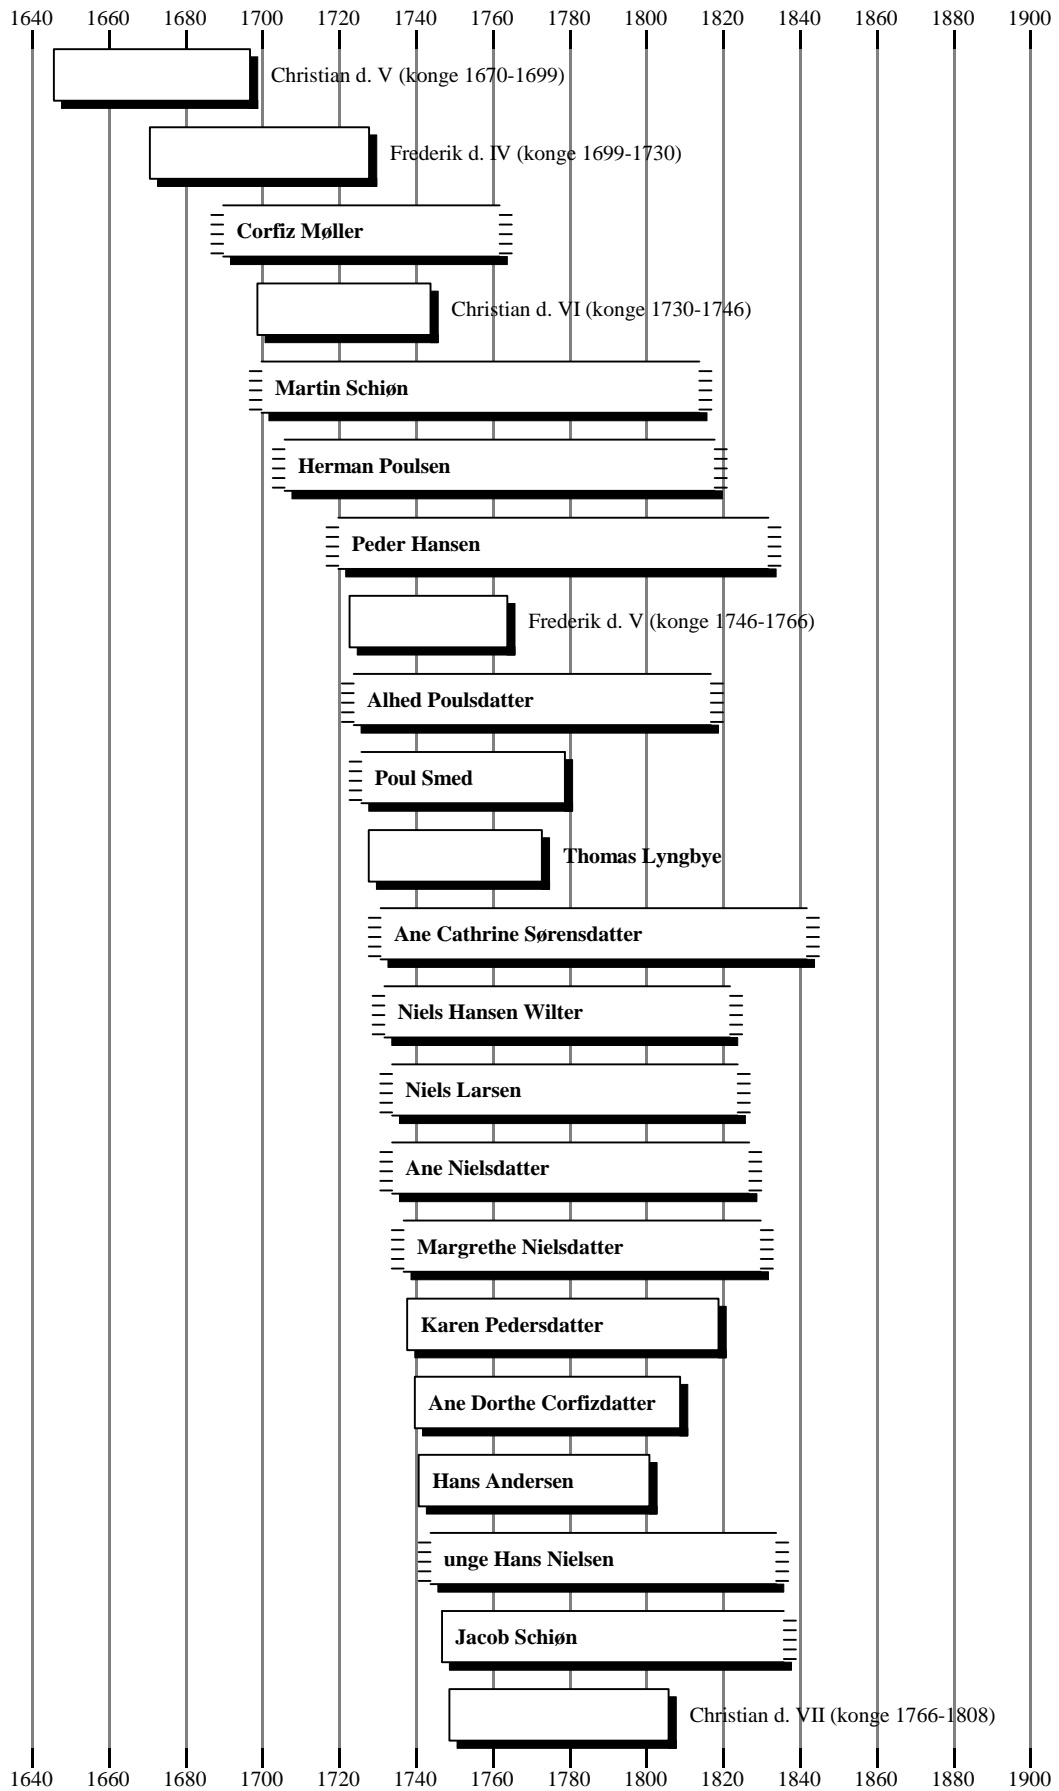 1640 1660 1680 1700 1720 1740 1760 1780 1800 1820 1840 1860 1880 1900
Christian d. V (konge 1670-1699)
Frederik d. IV (konge 1699-1730)
Corfiz Møller
Christian d. VI (konge 1730-1746)
Martin Schiøn
Herman Poulsen
Peder Hansen
Frederik d. V (konge 1746-1766)
Alhed Poulsdatter
Poul Smed
Thomas Lyngbye
Ane Cathrine Sørensdatter
Niels Hansen Wilter
Niels Larsen
Ane Nielsdatter
Margrethe Nielsdatter
Karen Pedersdatter
Ane Dorthe Corfizdatter
Hans Andersen
unge Hans Nielsen
Jacob Schiøn
Christian d. VII (konge 1766-1808)
1640 1660 1680 1700 1720 1740 1760 1780 1800 1820 1840 1860 1880 1900